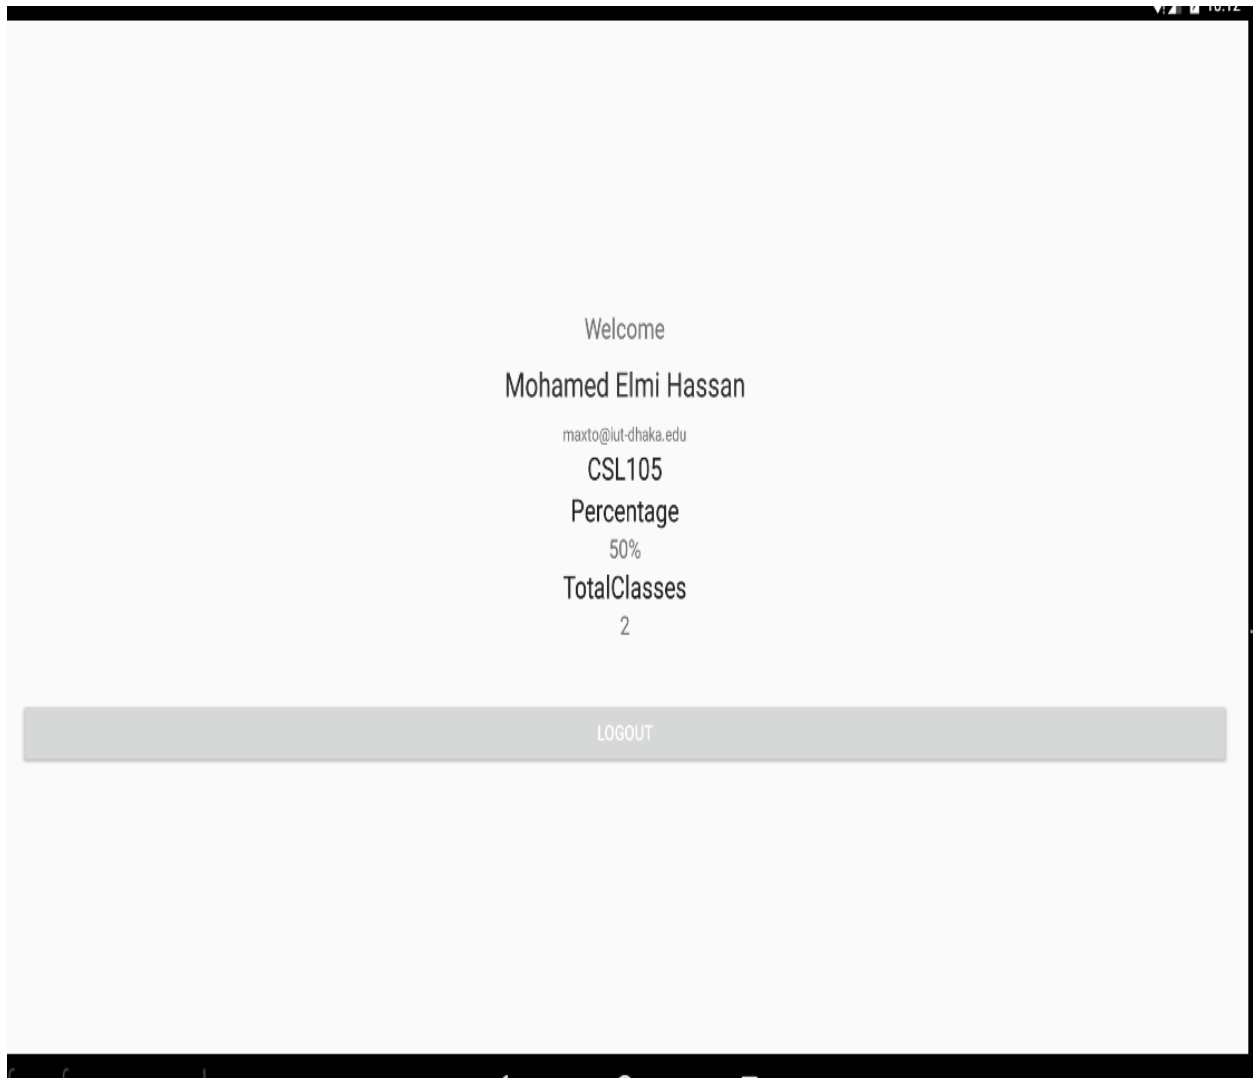 Welcome
Mohamed Elmi Hassan
maxto@iut-dhaka.edu
CSL105
Percentage
50%
TotalClasses
2
LOGOUT